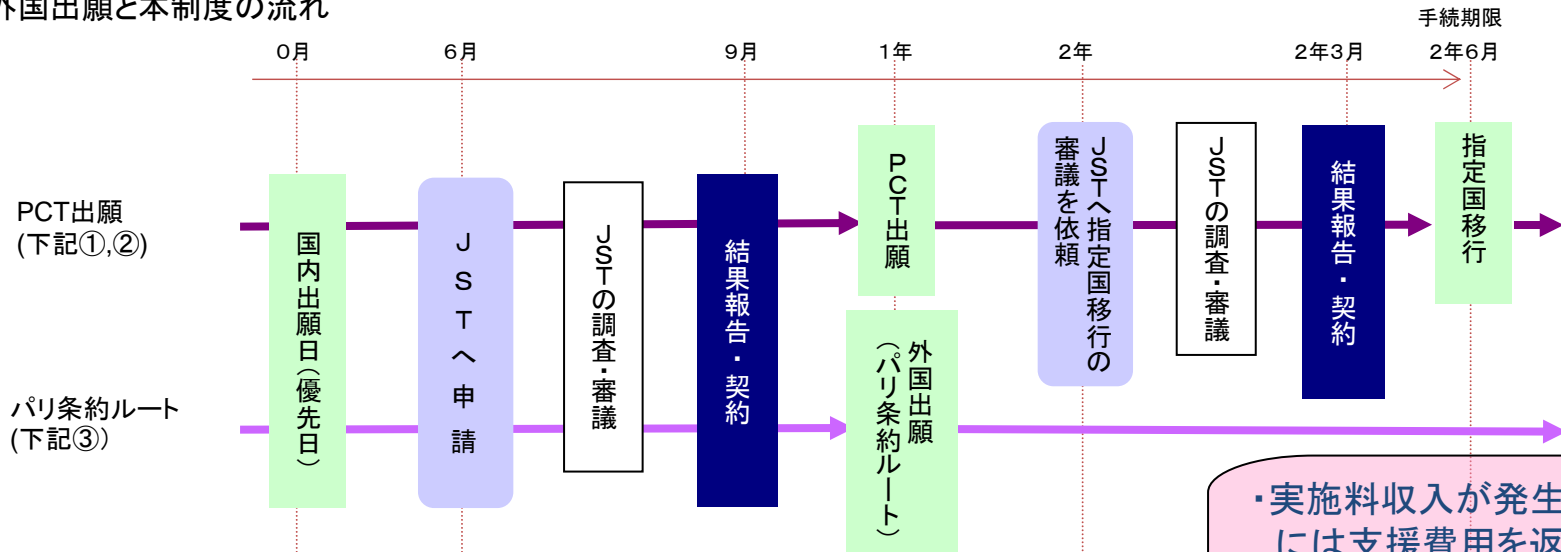 外国出願と本制度の流れ
手続期限
0月
6月
9月
1年
2年
2年3月
2年6月
PCT出願
(下記①,②)
パリ条約ルート
(下記③)
国内出願日(優先日)
JSTへ申請
JSTの調査・審議
結果報告・契約
PCT出願
外国出願
(パリ条約ルート)
JSTへ指定国移行の
審議を依頼
JSTの調査・審議
結果報告・契約
指定国移行
・実施料収入が発生
には支援費用を返